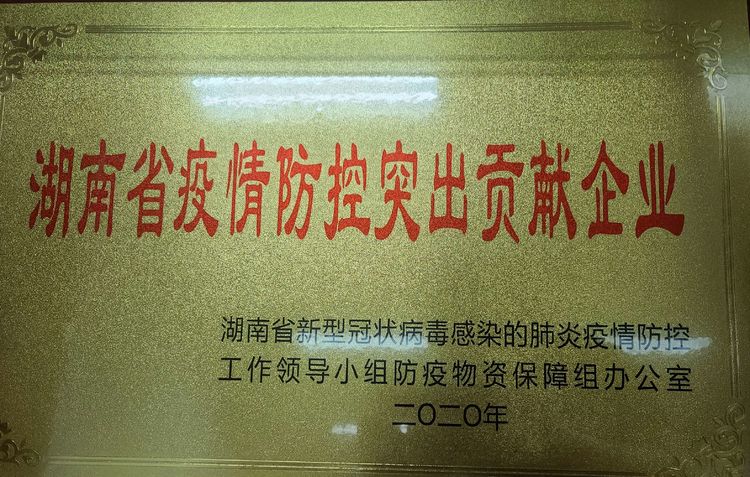 湖南省疫情防控突出贡献企业
湖南省新型冠状病毒感染的肺炎疫情防控
工作领导小组防疫物资保障组办公室
二〇二〇年